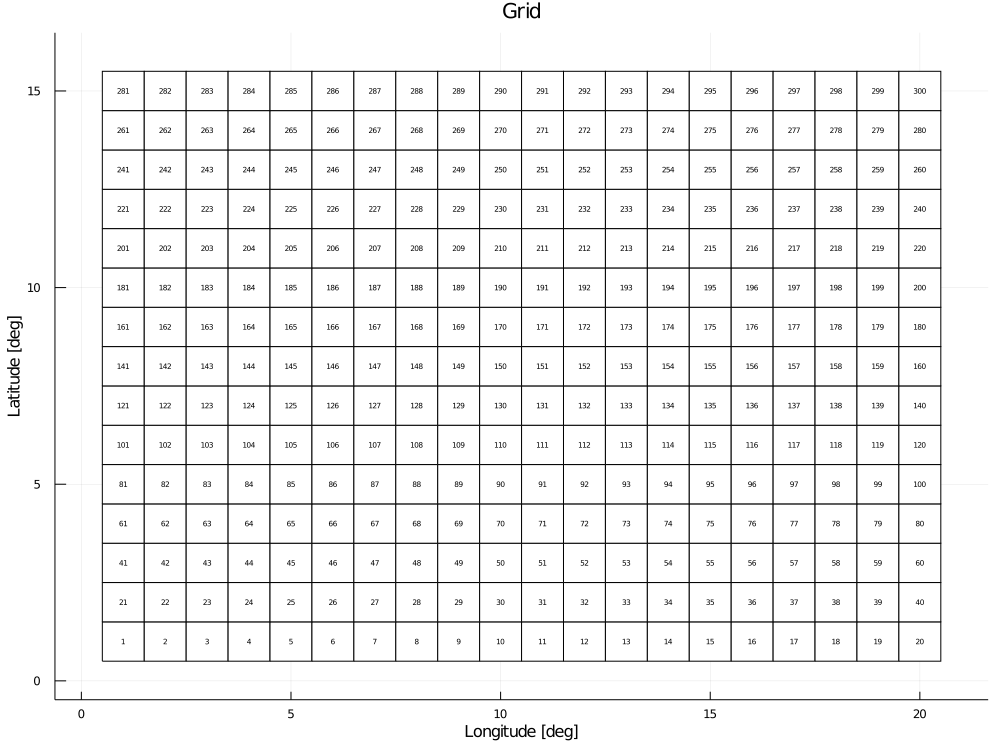 Grid
15
281 282 283 284 285 286 287 288 289 290 291 292 293 294 295 296 297 298 299 300
261 262 263 264 265 266 267 268 269 270 271 272 273 274 275 276 277 278 279 280
241 242 243 244 245 246 247 248 249 250 251 252 253 254 255 256 257 258 259 260
221 222 223 224 225 226 227 228 229 230 231 232 233 234 235 236 237 238 239 240
201 202 203 204 205 206 207 208 209 210 211 212 213 214 215 216 217 218 219 220
10
181 182 183 184 185 186 187 188 189 190 191 192 193 194 195 196 197 198 199 200
161 162 163 164 165 166 167 168 169 170 171 172 173 174 175 176 177 178 179 180
141 142 143 144 145 146 147 148 149 150 151 152 153 154 155 156 157 158 159 160
121 122 123 124 125 126 127 128 129 130 131 132 133 134 135 136 137 138 139 140
101 102 103 104 105 106 107 108 109 110 111 112 113 114 115 116 117 118 119 120
5
81 82 83 84 85 86 87 88 89 90 91 92 93 94 95 96 97 98 99 100
61 62 63 64 65 66 67 68 69 70 71 72 73 74 75 76 77 78 79 80
41 42 43 44 45 46 47 48 49 50 51 52 53 54 55 56 57 58 59 60
21 22 23 24 25 26 27 28 29 30 31 32 33 34 35 36 37 38 39 40
1 2 3 4 5 6 7 8 9 10 11 12 13 14 15 16 17 18 19 20
0
Latitude [deg]
0 5 10 15 20
Longitude [deg]